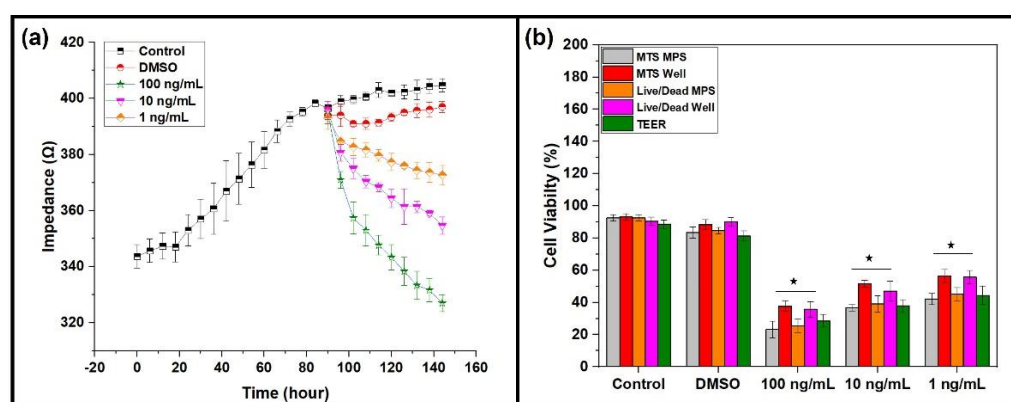 (a)
420
400
380
360
340
320
Impedance (Ω)
Control
DMSO
100 ng/mL
10 ng/mL
1 ng/mL
-20 0 20 40 60 80 100 120 140 160
Time (hour)
(b)
200
180
160
140
120
100
80
60
40
20
0
Cell Viabilty (%)
MTS MPS
MTS Well
Live/Dead MPS
Live/Dead Well
TEER
Control DMSO 100 ng/mL 10 ng/mL 1 ng/mL